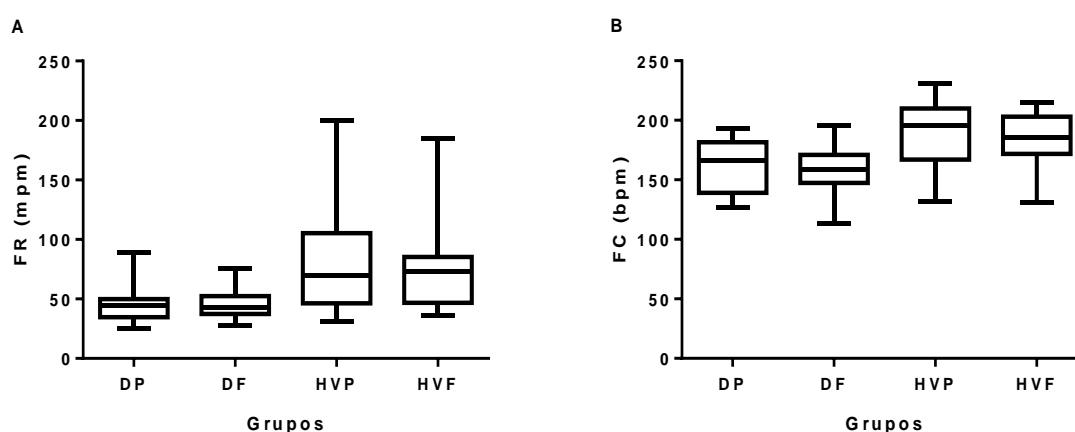 A
FR (mpm)
250
200
150
100
50
0
DP DF HVP HVF
Grupos
B
FC (bpm)
250
200
150
100
50
0
DP DF HVP HVF
Grupos